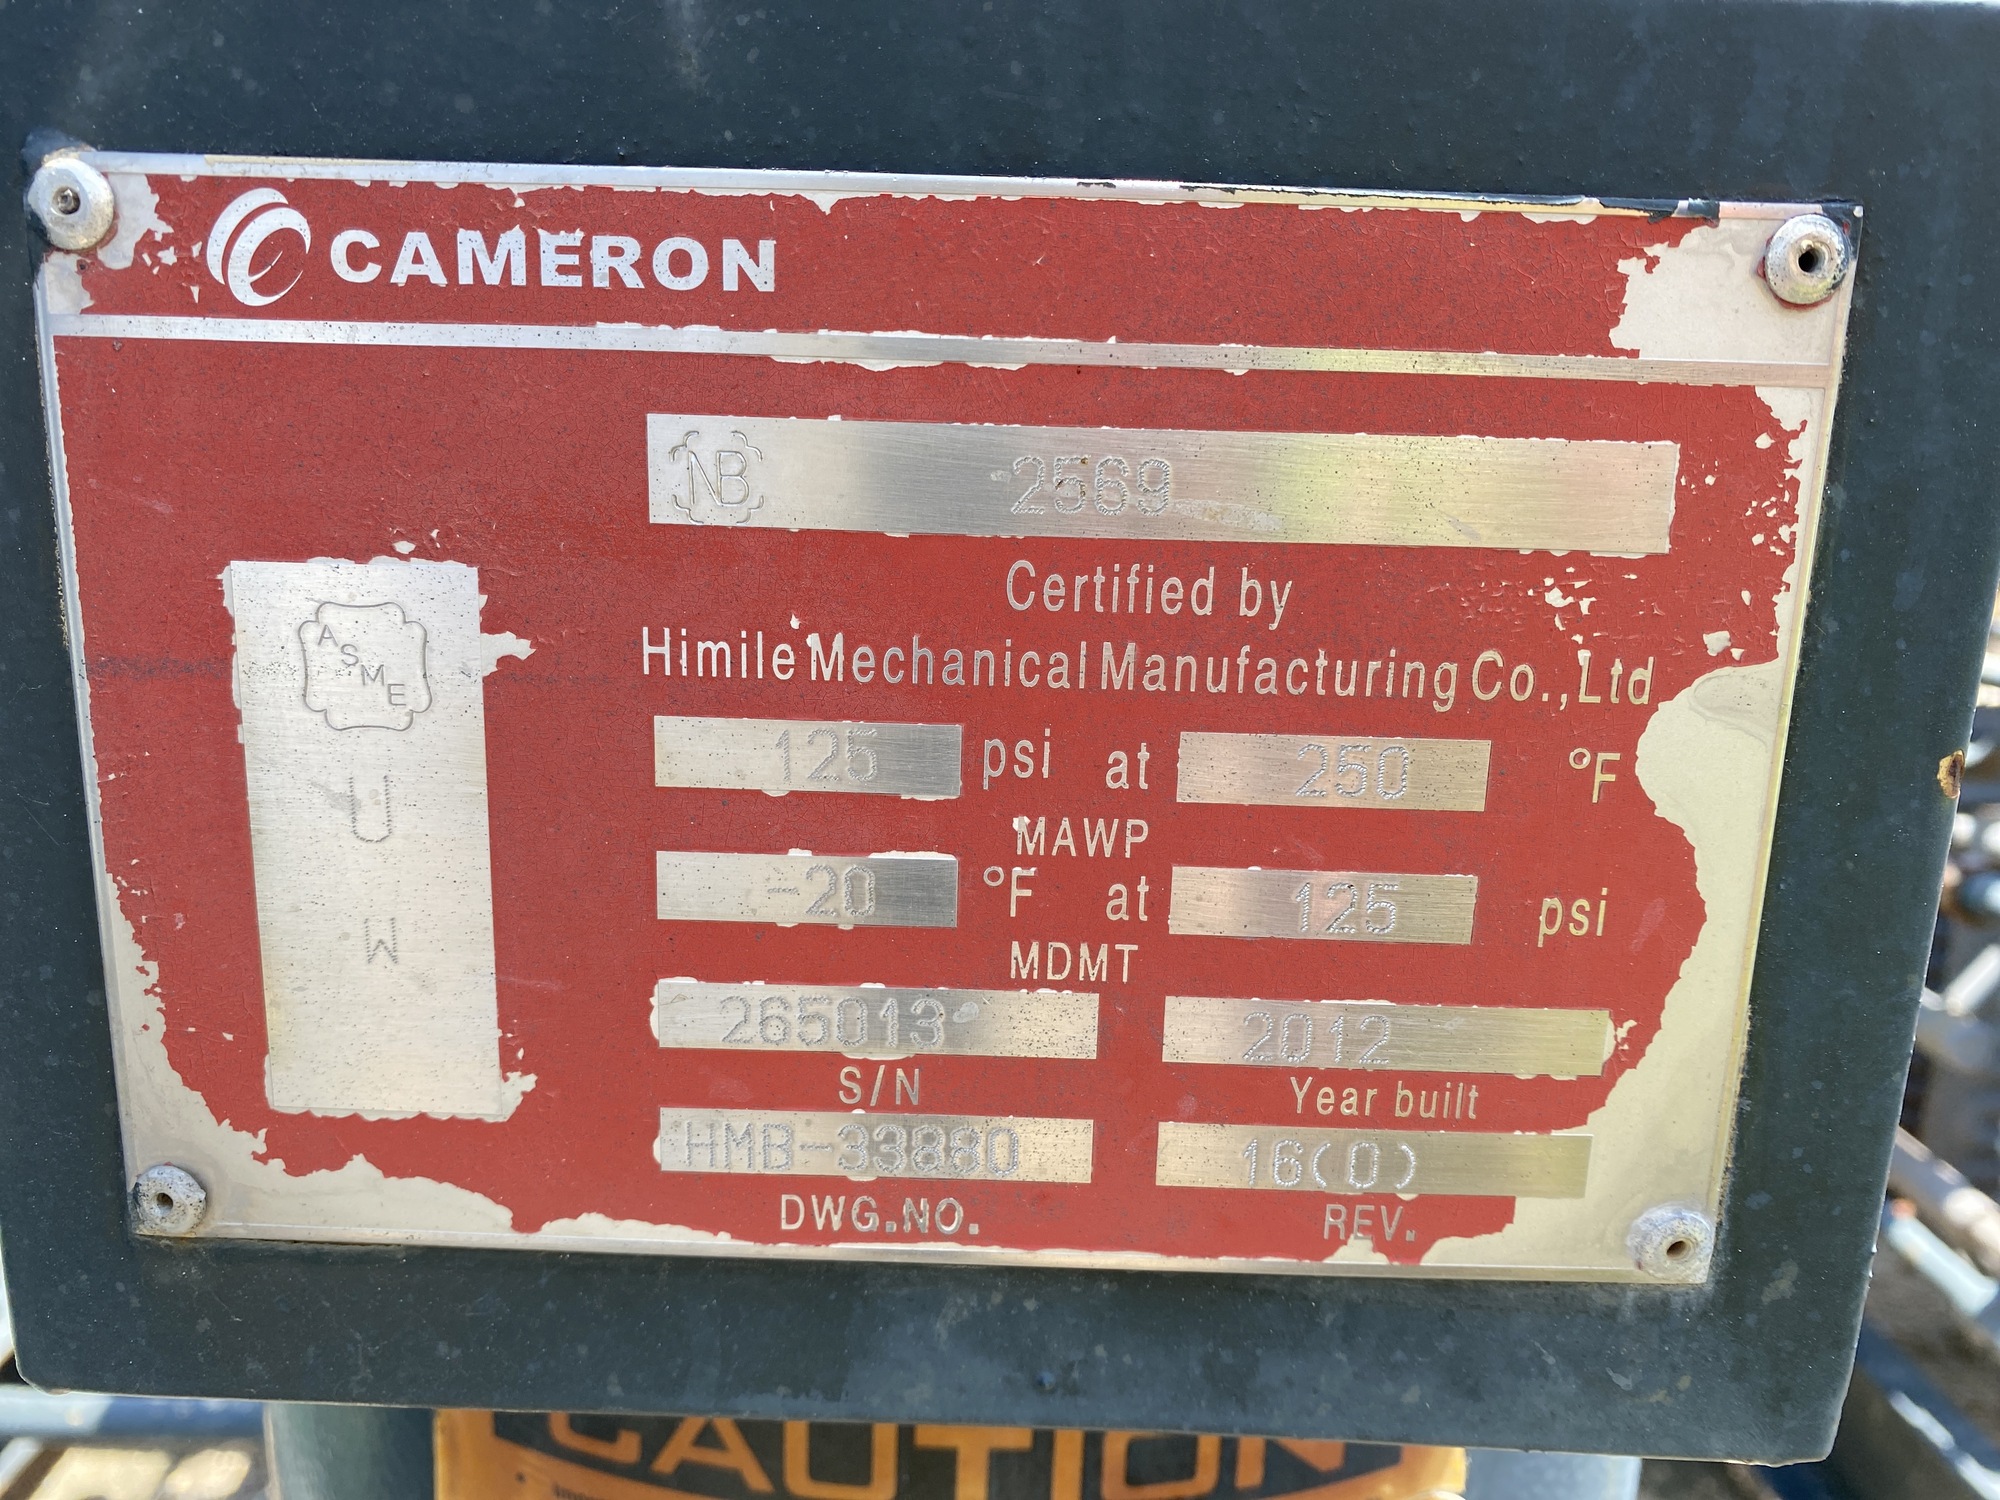 CAMERON
NB 2569
Certified by
Himile Mechanical Manufacturing Co.,Ltd
ASME
U
W
125 psi at 250 °F
MAWP
-20 °F at 125 psi
MDMT
265013 2012
S/N Year built
HMB-33880 16(0)
DWG.NO. REV.
CAUTION